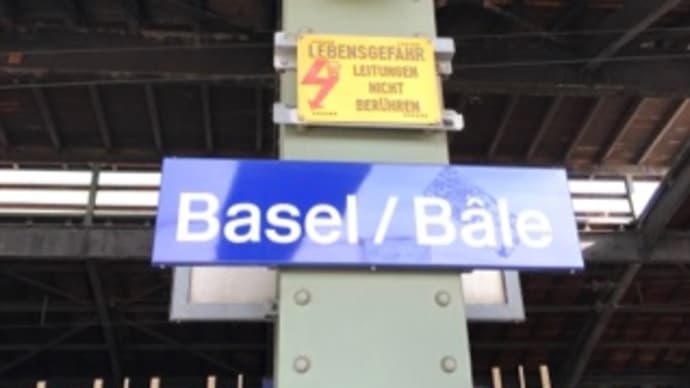 LEBENSGEFAHR
LEITUNGEN
NICHT
BERÜHREN
Basel / Bâle